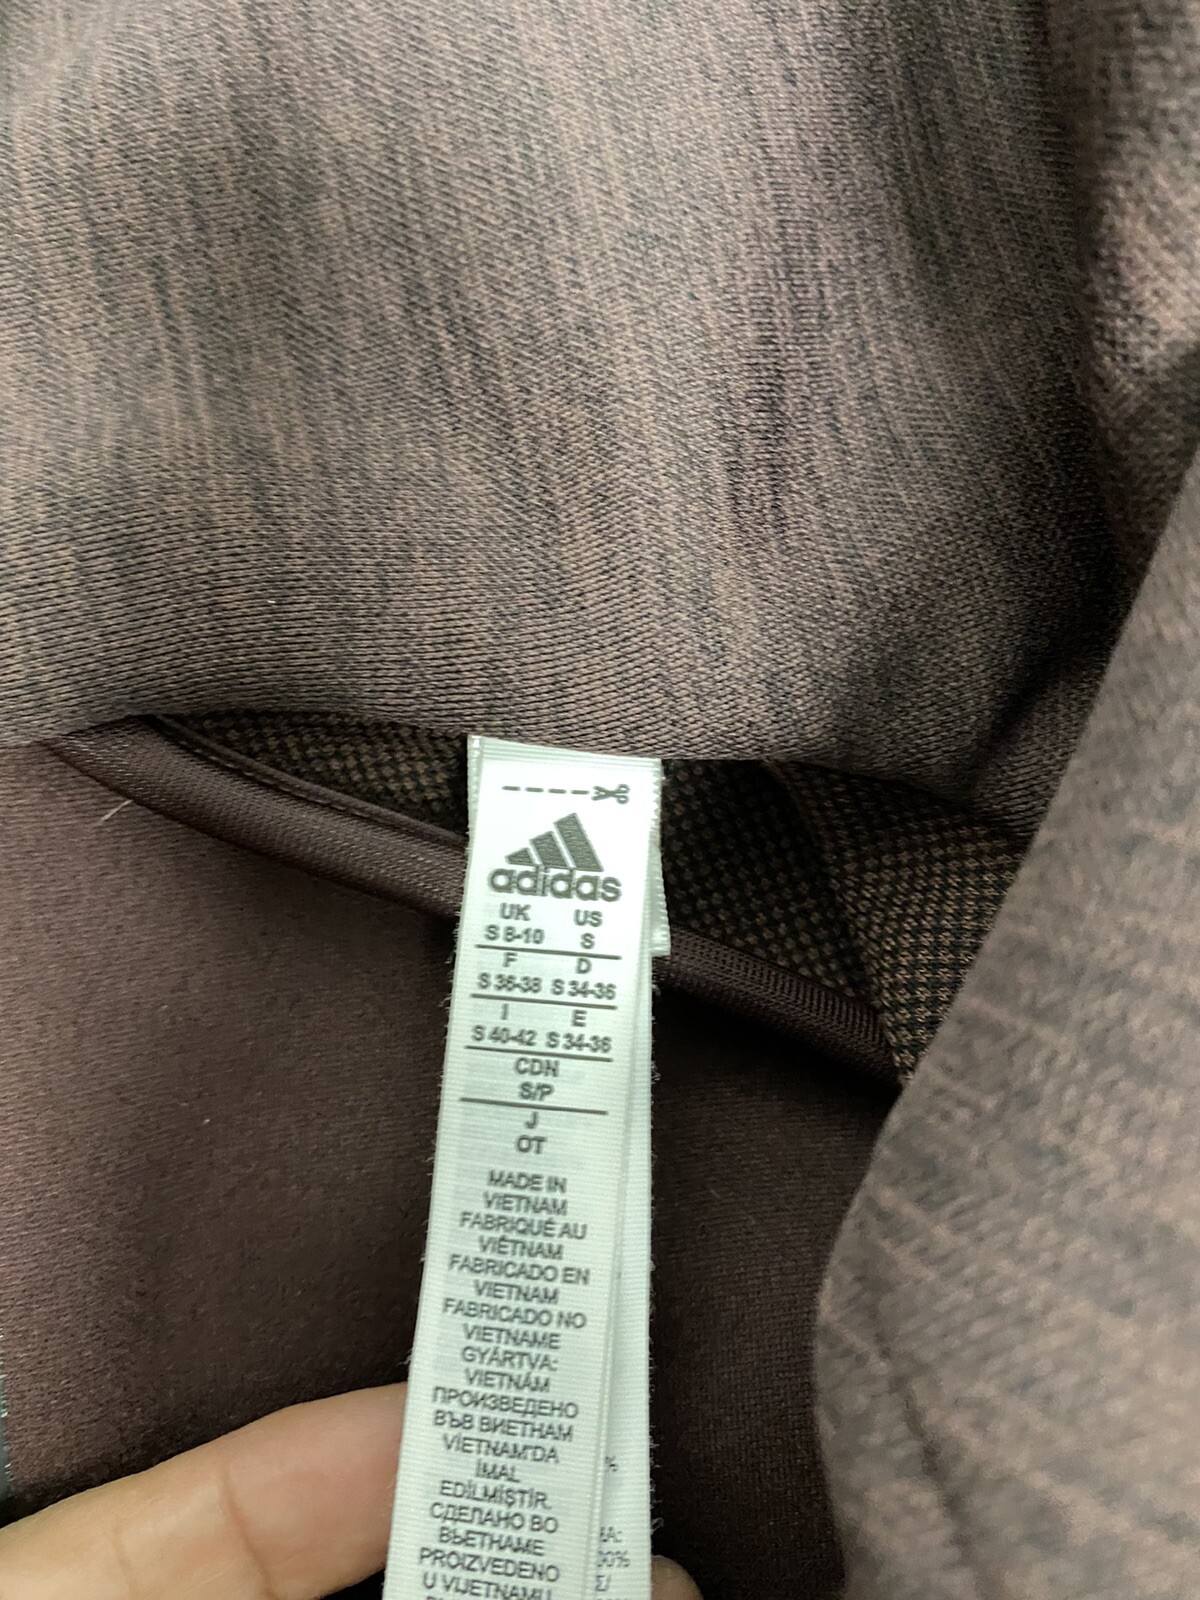 adidas
UK US
S 8-10 S
F D
S 36-38 S 34-36
I E
S 40-42 S 34-36
CDN
S/P
J
OT
MADE IN
VIETNAM
FABRIQUÉ AU
VIÊTNAM
FABRICADO EN
VIETNAM
FABRICADO NO
VIETNAME
GYÁRTVA:
VIETNÁM
ПРОИЗВЕДЕНО
ВЪВ ВИЕТНАМ
VİETNAM'DA
İMAL
EDİLMİŞTİR.
СДЕЛАНО ВО
ВЬЕТНАМЕ
PROIZVEDENO
U VIJETNAMU